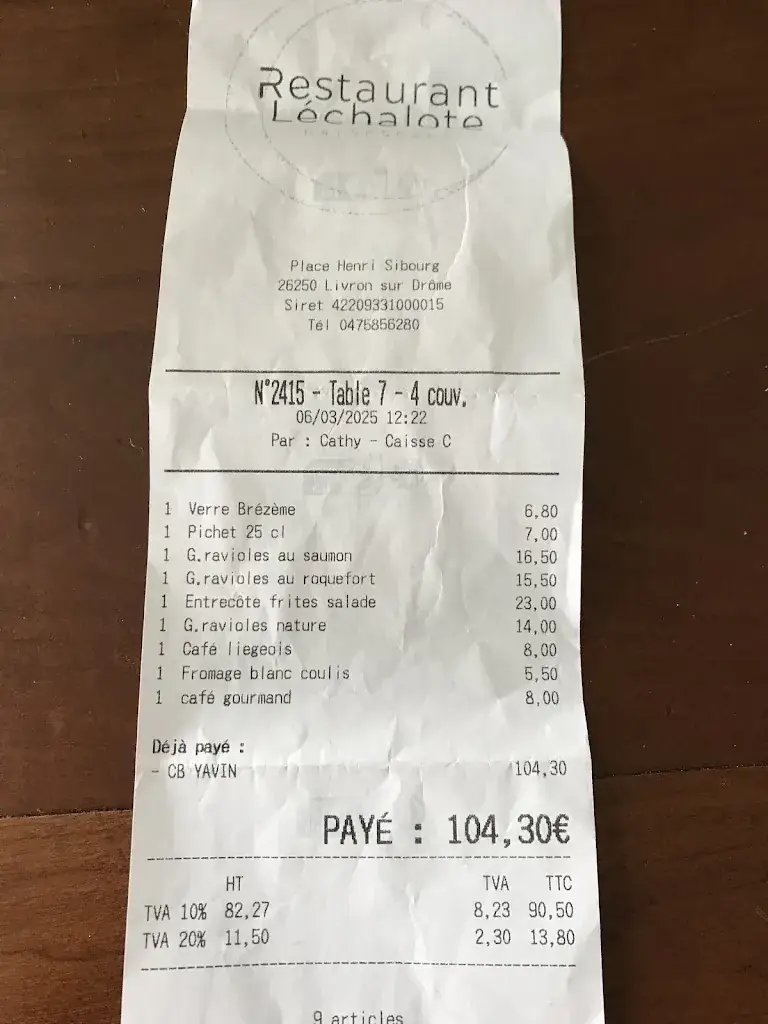 Restaurant
Léchalote
Place Henri Sibourg
26250 Livron sur Drôme
Siret 42209331000015
Tél 0475856280
N°2415 - Table 7 - 4 couv.
06/03/2025 12:22
Par : Cathy - Caisse C
1 Verre Brézème 6,80
1 Pichet 25 cl 7,00
1 G.ravioles au saumon 16,50
1 G.ravioles au roquefort 15,50
1 Entrecôte frites salade 23,00
1 G.ravioles nature 14,00
1 Café liegeois 8,00
1 Fromage blanc coulis 5,50
1 café gourmand 8,00
Déjà payé :
- CB YAVIN 104,30
PAYÉ : 104,30€
HT TVA TTC
TVA 10% 82,27 8,23 90,50
TVA 20% 11,50 2,30 13,80
9 articles